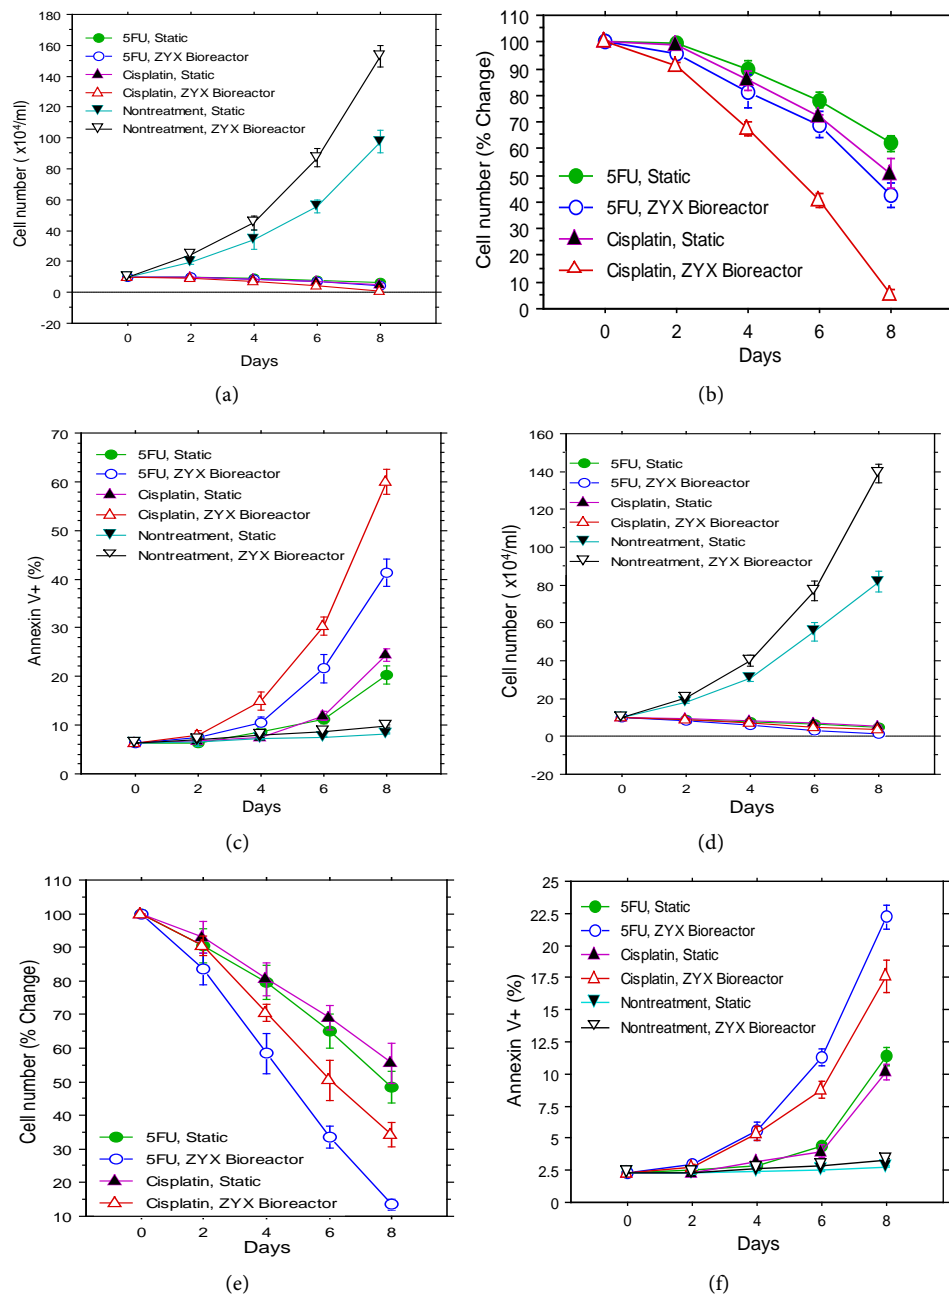 160
140
120
100
80
60
40
20
0
-20
Cell number ( x10⁴/ml)
5FU, Static
5FU, ZYX Bioreactor
Cisplatin, Static
Cisplatin, ZYX Bioreactor
Nontreatment, Static
Nontreatment, ZYX Bioreactor
0 2 4 6 8
Days
(a)
110
100
90
80
70
60
50
40
30
20
10
0
Cell number (% Change)
5FU, Static
5FU, ZYX Bioreactor
Cisplatin, Static
Cisplatin, ZYX Bioreactor
0 2 4 6 8
Days
(b)
70
60
50
40
30
20
10
0
Annexin V+ (%)
5FU, Static
5FU, ZYX Bioreactor
Cisplatin, Static
Cisplatin, ZYX Bioreactor
Nontreatment, Static
Nontreatment, ZYX Bioreactor
0 2 4 6 8
Days
(c)
160
140
120
100
80
60
40
20
0
-20
Cell number ( x10⁴/ml)
5FU, Static
5FU, ZYX Bioreactor
Cisplatin, Static
Cisplatin, ZYX Bioreactor
Nontreatment, Static
Nontreatment, ZYX Bioreactor
0 2 4 6 8
Days
(d)
110
100
90
80
70
60
50
40
30
20
10
Cell number (% Change)
5FU, Static
5FU, ZYX Bioreactor
Cisplatin, Static
Cisplatin, ZYX Bioreactor
0 2 4 6 8
Days
(e)
25
22.5
20
17.5
15
12.5
10
7.5
5
2.5
0
Annexin V+ (%)
5FU, Static
5FU, ZYX Bioreactor
Cisplatin, Static
Cisplatin, ZYX Bioreactor
Nontreatment, Static
Nontreatment, ZYX Bioreactor
0 2 4 6 8
Days
(f)